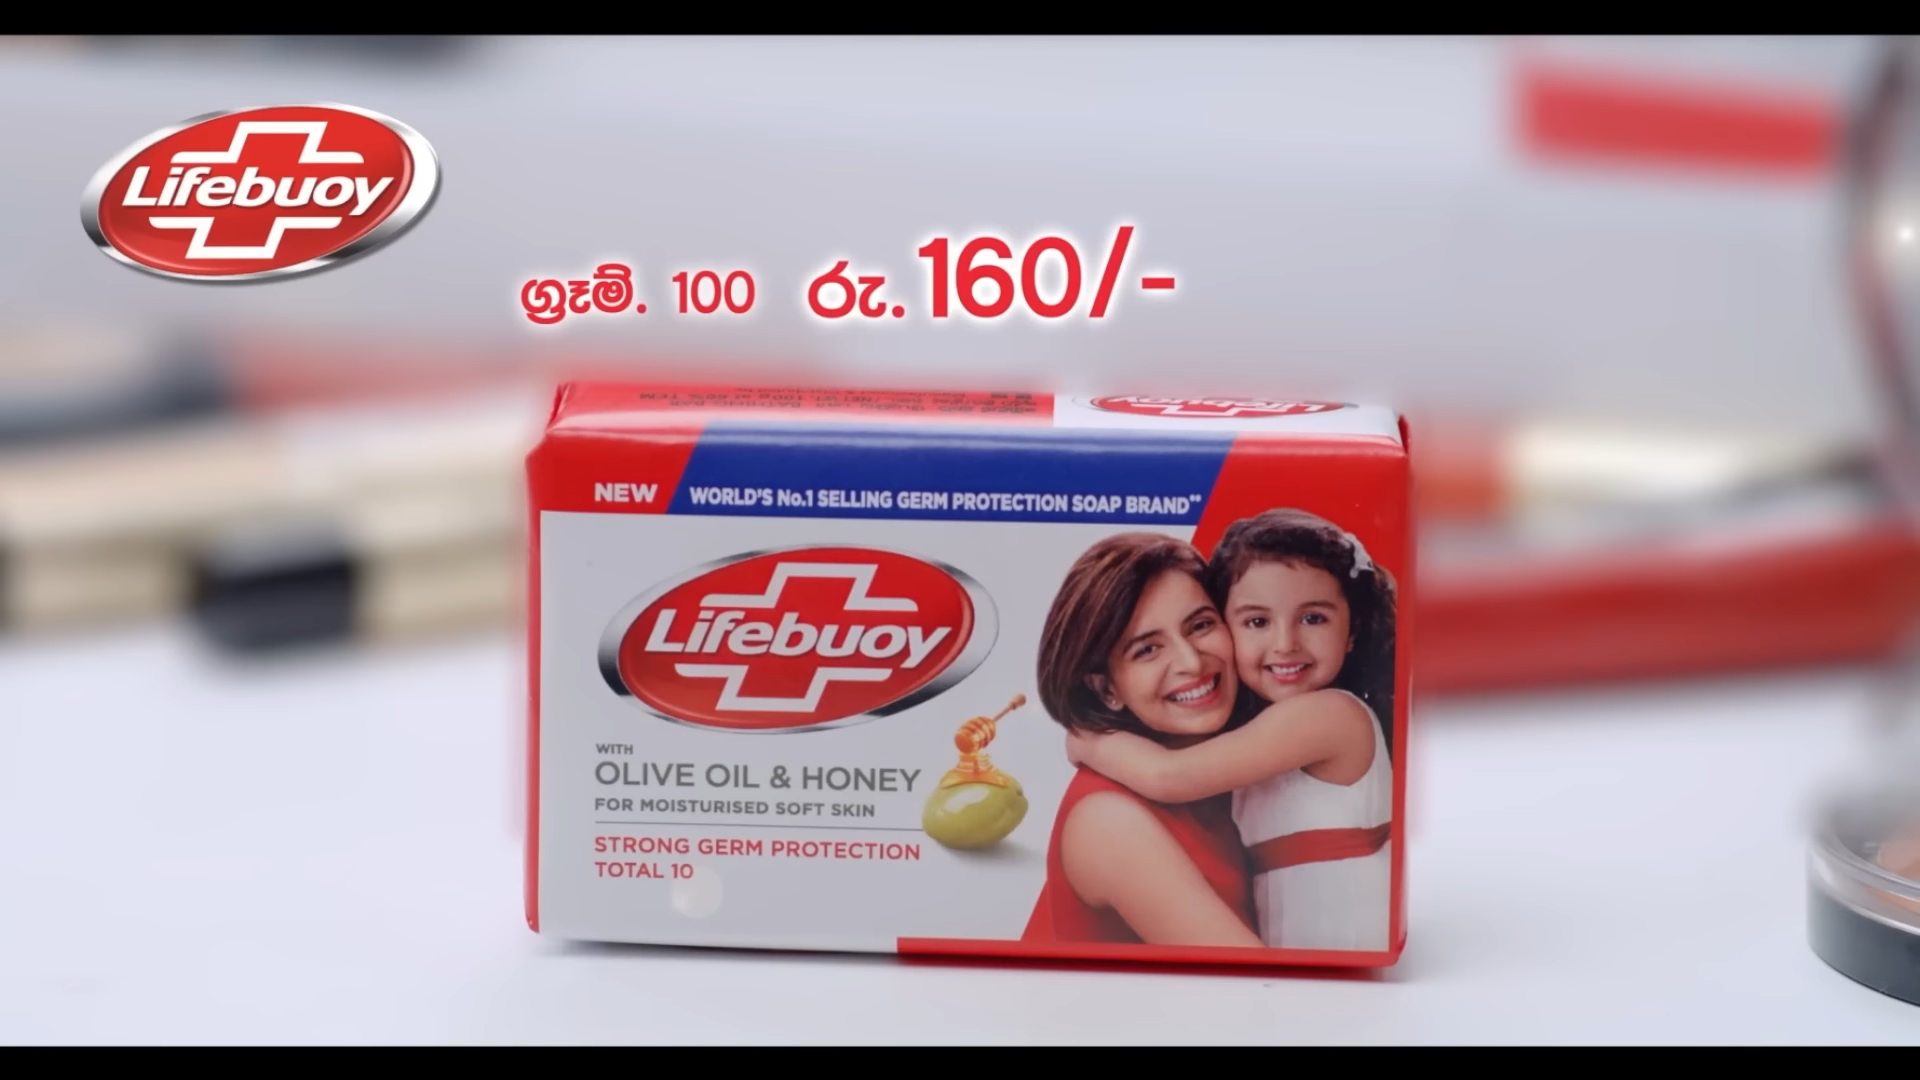 Lifebuoy
ග්‍රෑම්. 100 රු. 160/-
NEW WORLD'S No.1 SELLING GERM PROTECTION SOAP BRAND**
Lifebuoy
WITH
OLIVE OIL & HONEY
FOR MOISTURISED SOFT SKIN
STRONG GERM PROTECTION
TOTAL 10